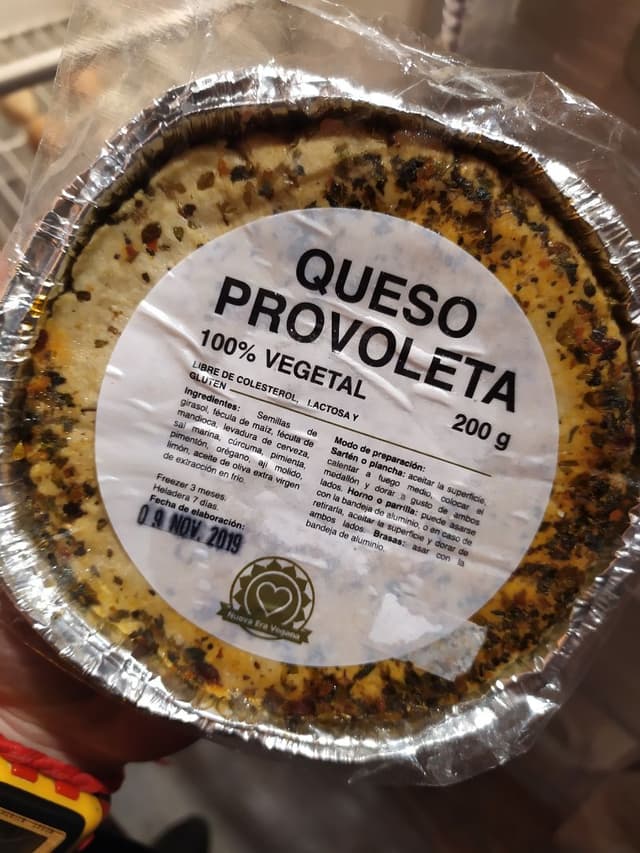 QUESO
PROVOLETA
100% VEGETAL
200 g
LIBRE DE COLESTEROL, LACTOSA Y
GLUTEN
Ingredientes: Semillas de
girasol, fécula de maíz, fécula de
mandioca, levadura de cerveza,
sal marina, cúrcuma, pimienta,
pimentón, orégano, ají molido,
limón, aceite de oliva extra virgen
de extracción en frío.
Freezer 3 meses.
Heladera 7 días.
Fecha de elaboración:
09 NOV. 2019
Modo de preparación:
Sartén o plancha: aceitar la superficie,
calentar a fuego medio, colocar el
medallón y dorar a gusto de ambos
lados. Horno o parrilla: puede asarse
con la bandeja de aluminio, o en caso de
retirarla, aceitar la superficie y dorar de
ambos lados. Brasas: asar con la
bandeja de aluminio.
Nueva Era Vegana